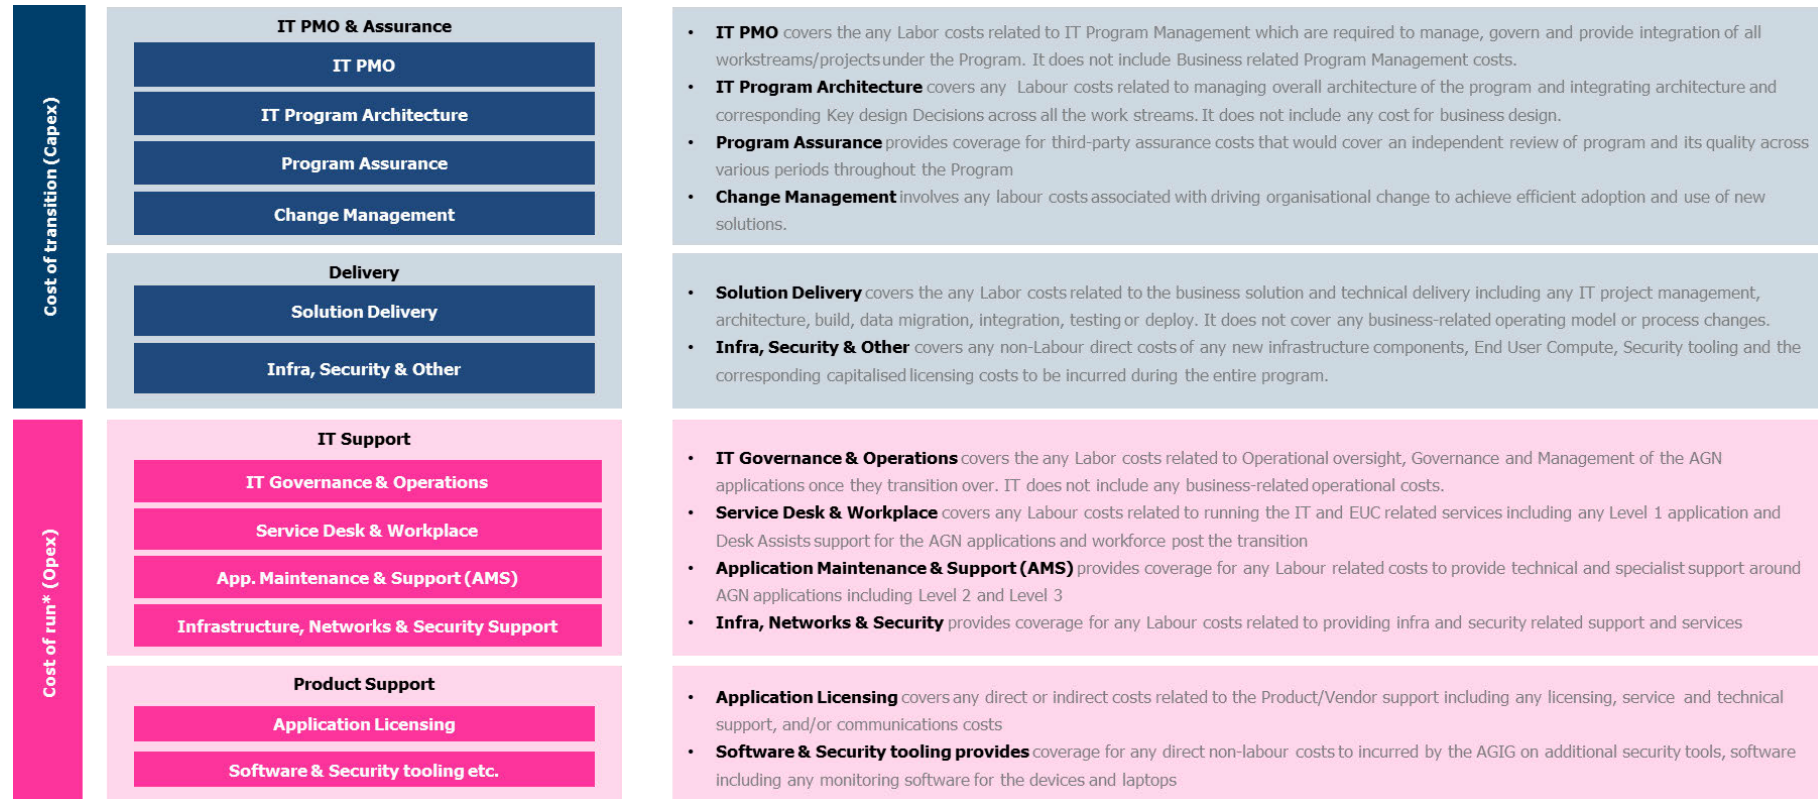 Cost of transition (Capex)
IT PMO & Assurance
IT PMO
IT Program Architecture
Program Assurance
Change Management
• IT PMO covers the any Labor costs related to IT Program Management which are required to manage, govern and provide integration of all
workstreams/projects under the Program. It does not include Business related Program Management costs.
• IT Program Architecture covers any Labour costs related to managing overall architecture of the program and integrating architecture and
corresponding Key design Decisions across all the work streams. It does not include any cost for business design.
• Program Assurance provides coverage for third-party assurance costs that would cover an independent review of program and its quality across
various periods throughout the Program
• Change Management involves any labour costs associated with driving organisational change to achieve efficient adoption and use of new
solutions.
Delivery
Solution Delivery
Infra, Security & Other
• Solution Delivery covers the any Labor costs related to the business solution and technical delivery including any IT project management,
architecture, build, data migration, integration, testing or deploy. It does not cover any business-related operating model or process changes.
• Infra, Security & Other covers any non-Labour direct costs of any new infrastructure components, End User Compute, Security tooling and the
corresponding capitalised licensing costs to be incurred during the entire program.
Cost of run* (Opex)
IT Support
IT Governance & Operations
Service Desk & Workplace
App. Maintenance & Support (AMS)
Infrastructure, Networks & Security Support
• IT Governance & Operations covers the any Labor costs related to Operational oversight, Governance and Management of the AGN
applications once they transition over. IT does not include any business-related operational costs.
• Service Desk & Workplace covers any Labour costs related to running the IT and EUC related services including any Level 1 application and
Desk Assists support for the AGN applications and workforce post the transition
• Application Maintenance & Support (AMS) provides coverage for any Labour related costs to provide technical and specialist support around
AGN applications including Level 2 and Level 3
• Infra, Networks & Security provides coverage for any Labour costs related to providing infra and security related support and services
Product Support
Application Licensing
Software & Security tooling etc.
• Application Licensing covers any direct or indirect costs related to the Product/Vendor support including any licensing, service and technical
support, and/or communications costs
• Software & Security tooling provides coverage for any direct non-labour costs to incurred by the AGIG on additional security tools, software
including any monitoring software for the devices and laptops